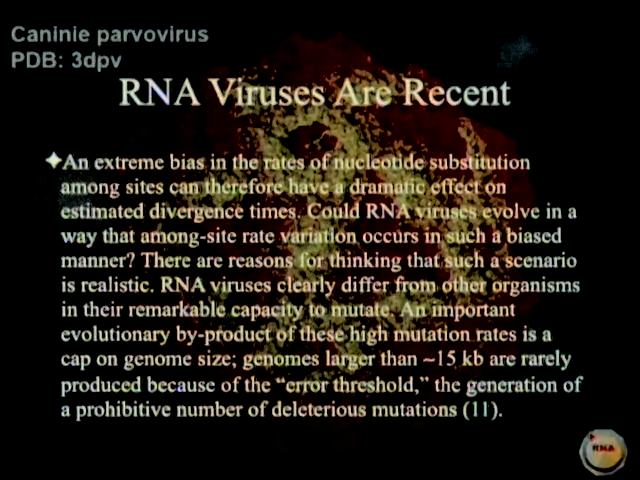 Caninie parvovirus
PDB: 3dpv
RNA Viruses Are Recent
✦An extreme bias in the rates of nucleotide substitution
among sites can therefore have a dramatic effect on
estimated divergence times. Could RNA viruses evolve in a
way that among-site rate variation occurs in such a biased
manner? There are reasons for thinking that such a scenario
is realistic. RNA viruses clearly differ from other organisms
in their remarkable capacity to mutate. An important
evolutionary by-product of these high mutation rates is a
cap on genome size; genomes larger than ~15 kb are rarely
produced because of the “error threshold,” the generation of
a prohibitive number of deleterious mutations (11).
RNA